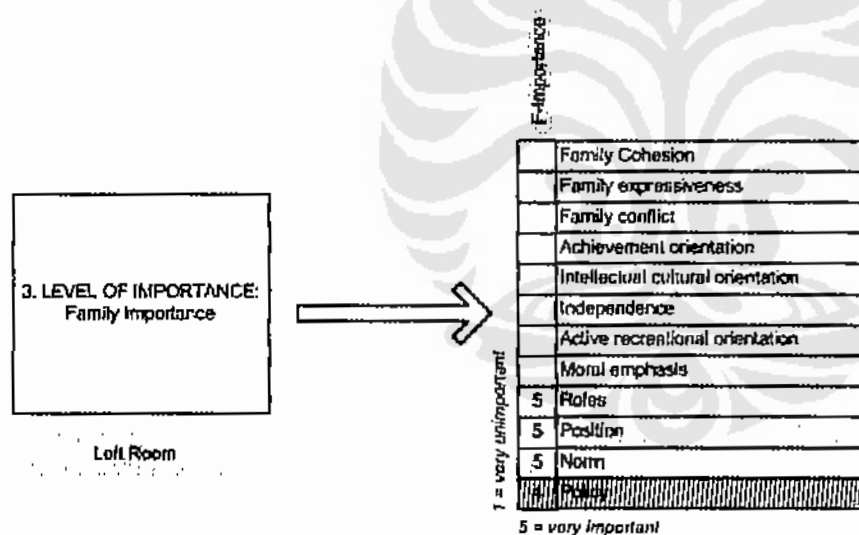 F-Importance
3. LEVEL OF IMPORTANCE:
Family Importance
Left Room
Family Cohesion
Family expressiveness
Family conflict
Achievement orientation
Intellectual cultural orientation
Independence
Active recreational orientation
Moral emphasis
5 Roles
5 Position
5 Norm
4 Policy
1 = very unimportant
5 = very important